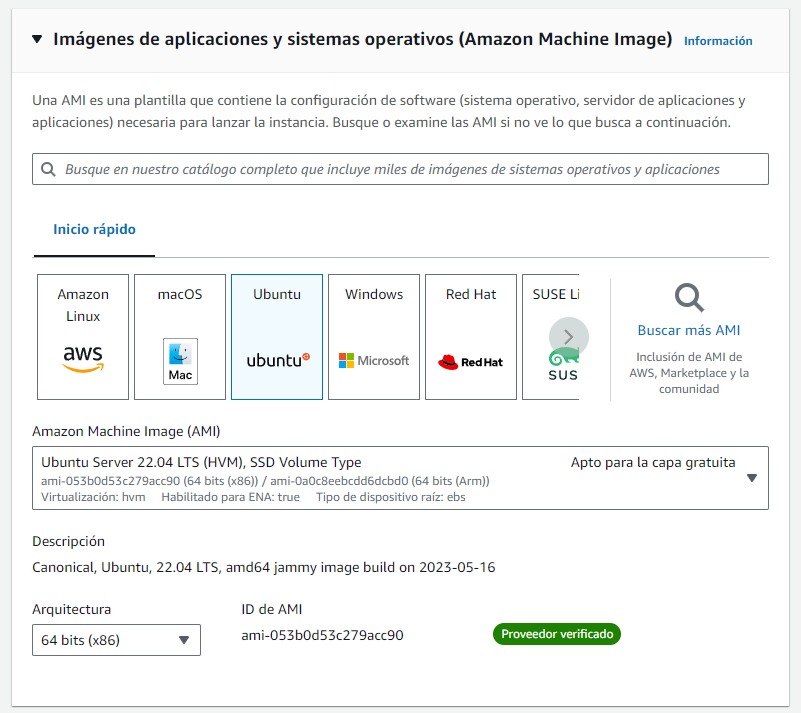 Imágenes de aplicaciones y sistemas operativos (Amazon Machine Image) Información
Una AMI es una plantilla que contiene la configuración de software (sistema operativo, servidor de aplicaciones y
aplicaciones) necesaria para lanzar la instancia. Busque o examine las AMI si no ve lo que busca a continuación.
Busque en nuestro catálogo completo que incluye miles de imágenes de sistemas operativos y aplicaciones
Inicio rápido
Amazon
Linux
aws
macOS
Mac
Ubuntu
ubuntu
Windows
Microsoft
Red Hat
Red Hat
SUSE Li
SUS
Buscar más AMI
Inclusión de AMI de
AWS, Marketplace y la
comunidad
Amazon Machine Image (AMI)
Ubuntu Server 22.04 LTS (HVM), SSD Volume Type Apto para la capa gratuita
ami-053b0d53c279acc90 (64 bits (x86)) / ami-0a0c8eebcdd6dcbd0 (64 bits (Arm))
Virtualización: hvm Habilitado para ENA: true Tipo de dispositivo raíz: ebs
Descripción
Canonical, Ubuntu, 22.04 LTS, amd64 jammy image build on 2023-05-16
Arquitectura
64 bits (x86)
ID de AMI
ami-053b0d53c279acc90
Proveedor verificado